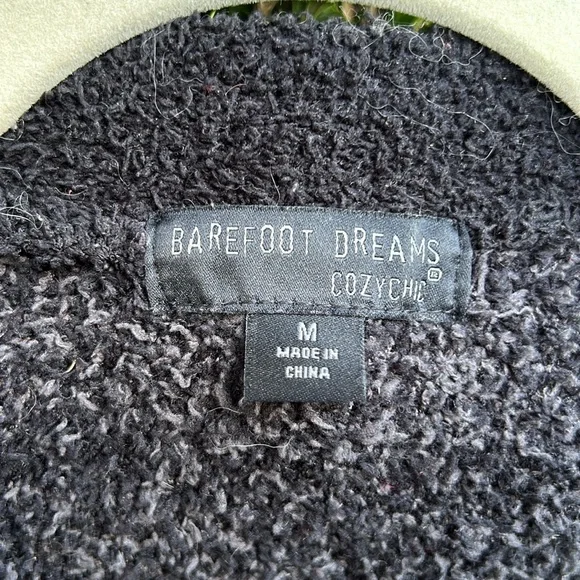 BAREFOOT DREAMS
COZYCHIC®
M
MADE IN
CHINA